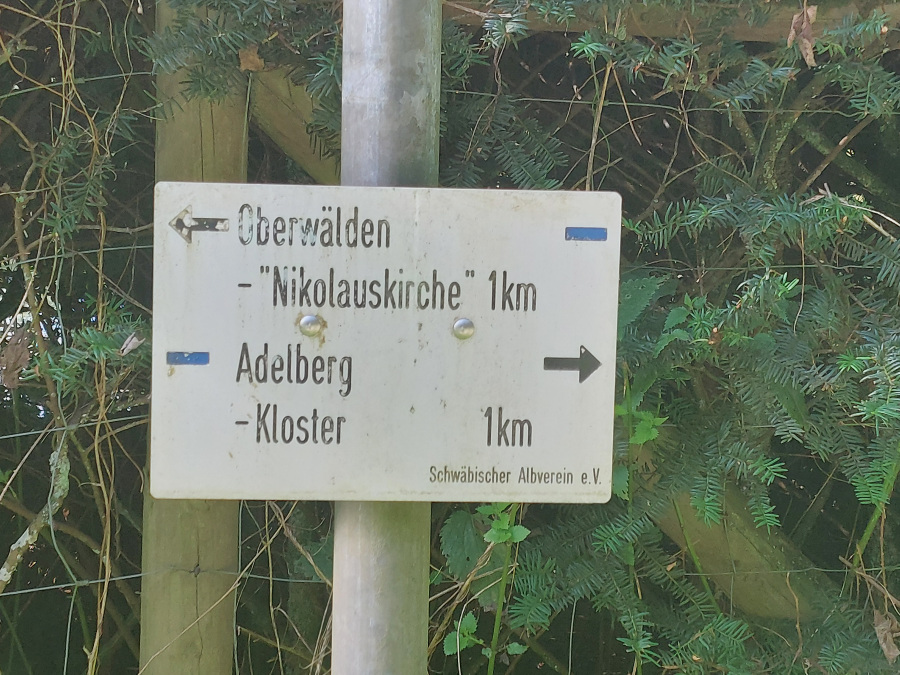 Oberwälden
- "Nikolauskirche" 1km
Adelberg
-Kloster 1km
Schwäbischer Albverein e.V.